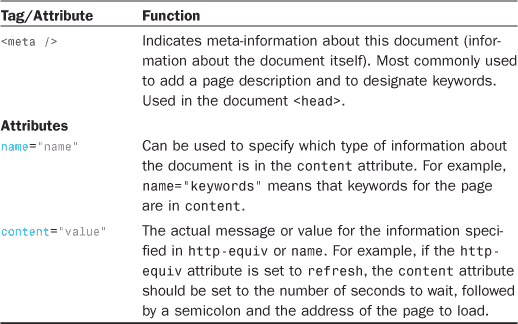 Tag/Attribute Function
<meta /> Indicates meta-information about this document (infor-
mation about the document itself). Most commonly used
to add a page description and to designate keywords.
Used in the document <head>.
Attributes
name="name" Can be used to specify which type of information about
the document is in the content attribute. For example,
name="keywords" means that keywords for the page
are in content.
content="value" The actual message or value for the information speci-
fied in http-equiv or name. For example, if the http-
equiv attribute is set to refresh, the content attribute
should be set to the number of seconds to wait, followed
by a semicolon and the address of the page to load.